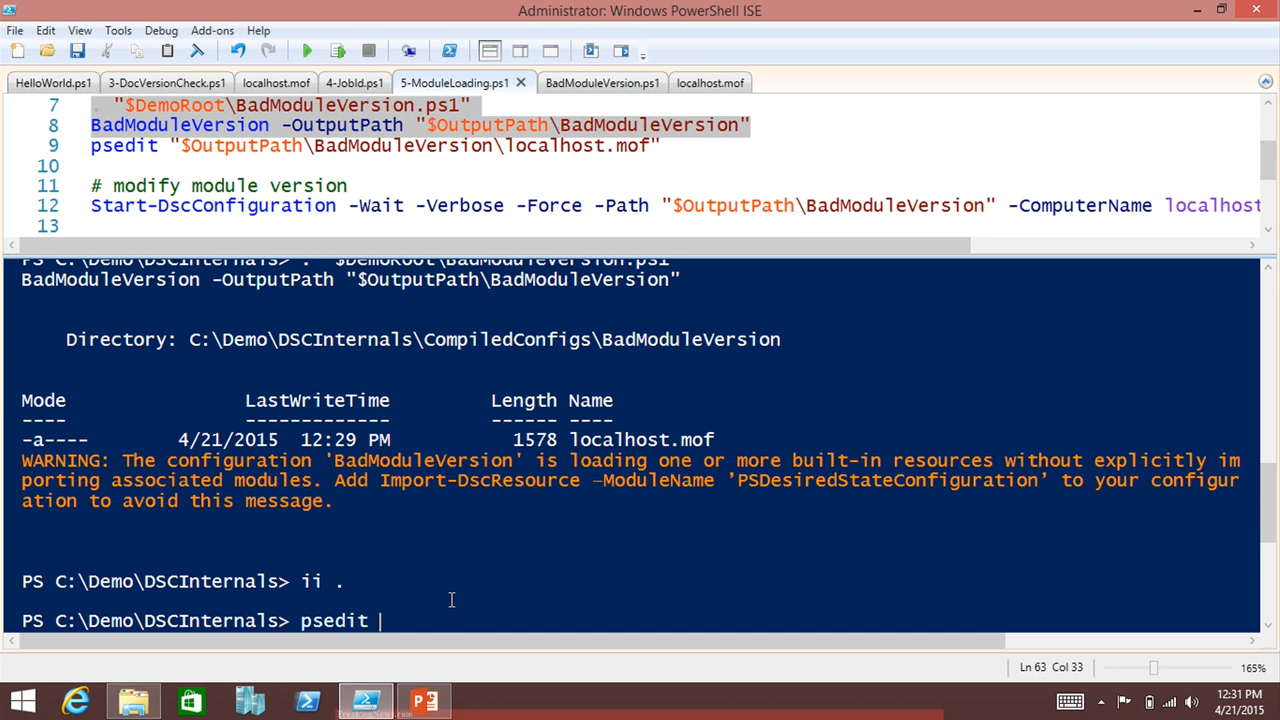 Administrator: Windows PowerShell ISE
File Edit View Tools Debug Add-ons Help
HelloWorld.ps1 3-DocVersionCheck.ps1 localhost.mof 4-JobId.ps1 5-ModuleLoading.ps1 BadModuleVersion.ps1 localhost.mof
7 . "$DemoRoot\BadModuleVersion.ps1"
8 BadModuleVersion -OutputPath "$OutputPath\BadModuleVersion"
9 psedit "$OutputPath\BadModuleVersion\localhost.mof"
10
11 # modify module version
12 Start-DscConfiguration -Wait -Verbose -Force -Path "$OutputPath\BadModuleVersion" -ComputerName localhost
13
PS C:\Demo\DSCInternals> . "$DemoRoot\BadModuleVersion.ps1"
BadModuleVersion -OutputPath "$OutputPath\BadModuleVersion"
Directory: C:\Demo\DSCInternals\CompiledConfigs\BadModuleVersion
Mode LastWriteTime Length Name
---- ------------- ------ ----
-a---- 4/21/2015 12:29 PM 1578 localhost.mof
WARNING: The configuration 'BadModuleVersion' is loading one or more built-in resources without explicitly im
porting associated modules. Add Import-DscResource –ModuleName ’PSDesiredStateConfiguration’ to your configur
ation to avoid this message.
PS C:\Demo\DSCInternals> ii .
PS C:\Demo\DSCInternals> psedit
Ln 63 Col 33 165%
12:31 PM
4/21/2015